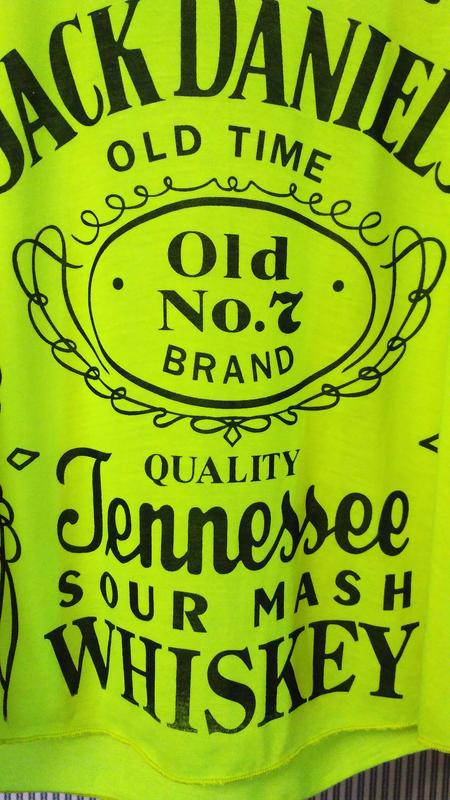 JACK DANIEL'S
OLD TIME
Old
No.7
BRAND
QUALITY
Tennessee
SOUR MASH
WHISKEY